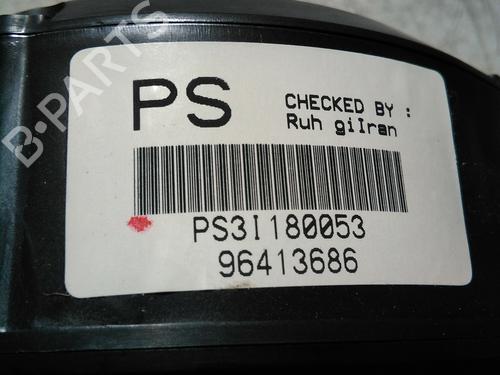 B-PARTS
PS
CHECKED BY :
Ruh giIran
PS3I180053
96413686